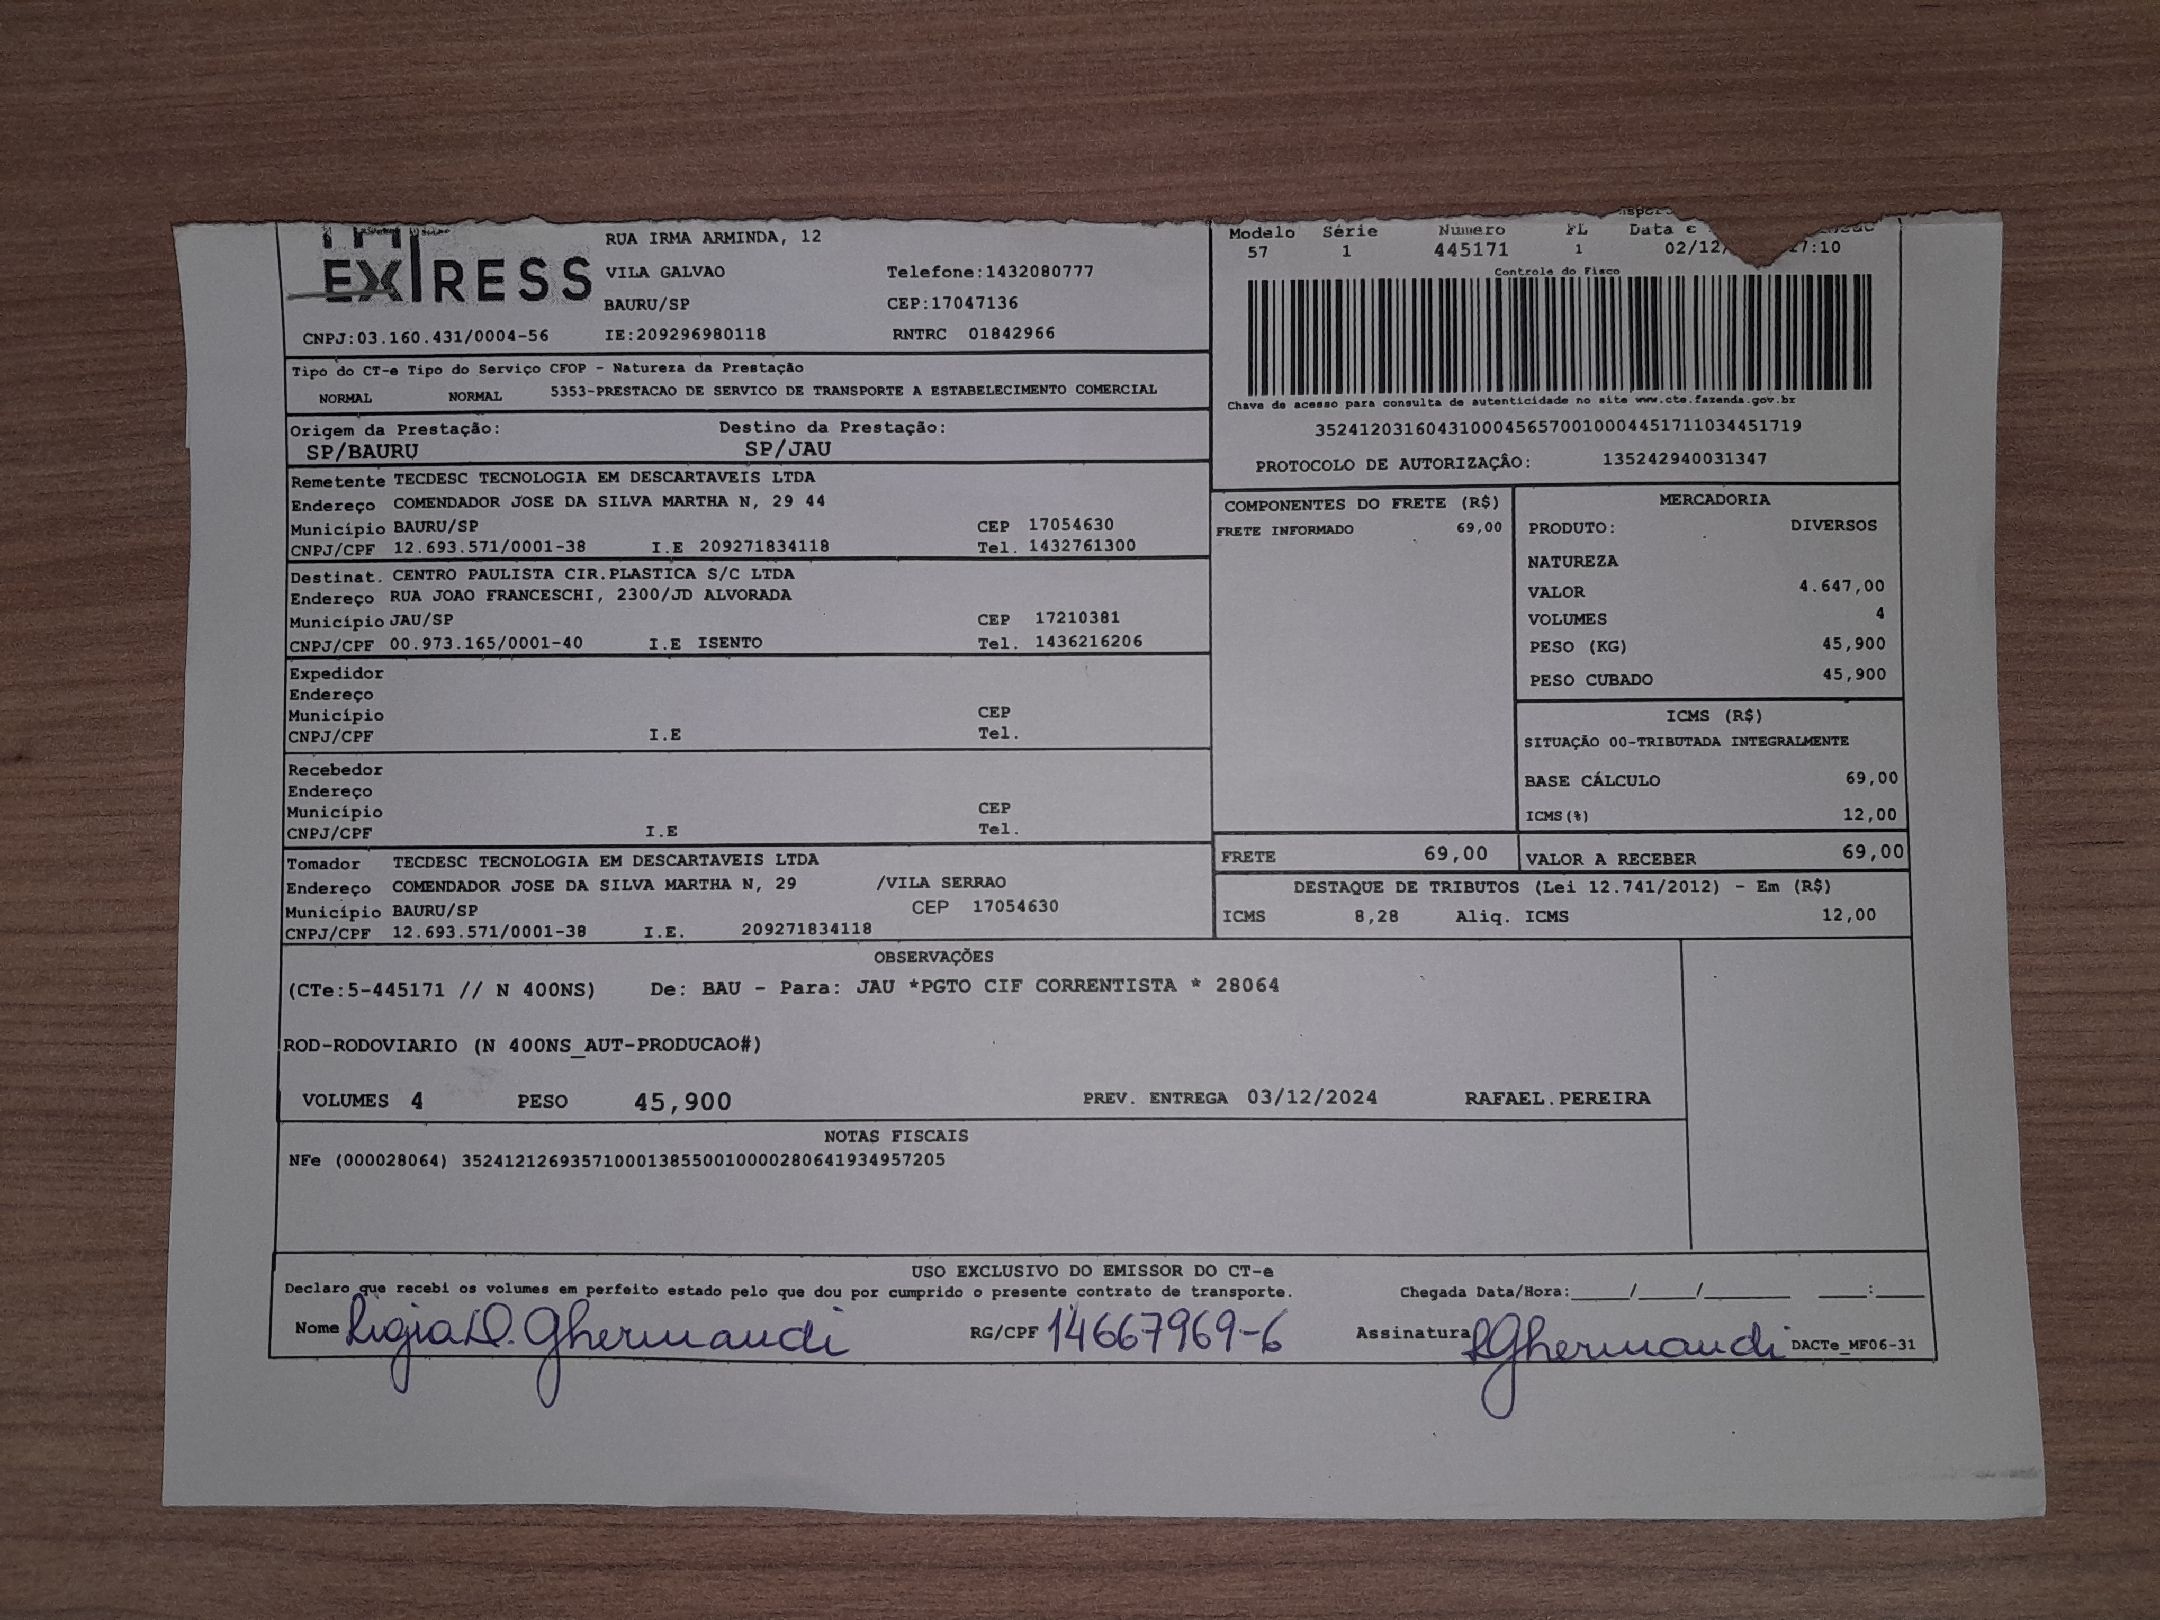 EXPRESS
RUA IRMA ARMINDA, 12
VILA GALVAO Telefone:1432080777
BAURU/SP CEP:17047136
CNPJ:03.160.431/0004-56 IE:209296980118 RNTRC 01842966
Modelo Série Número FL Data e
57 1 445171 1 02/12/ 17:10
Controle do Fisco
Tipo do CT-e Tipo do Serviço CFOP - Natureza da Prestação
NORMAL NORMAL 5353-PRESTACAO DE SERVICO DE TRANSPORTE A ESTABELECIMENTO COMERCIAL
Chave de acesso para consulta de autenticidade no site www.cte.fazenda.gov.br
35241203160431000456570010004451711034451719
PROTOCOLO DE AUTORIZAÇÃO: 135242940031347
Origem da Prestação: Destino da Prestação:
SP/BAURU SP/JAU
Remetente TECDESC TECNOLOGIA EM DESCARTAVEIS LTDA
Endereço COMENDADOR JOSE DA SILVA MARTHA N, 29 44
Município BAURU/SP CEP 17054630
CNPJ/CPF 12.693.571/0001-38 I.E 209271834118 Tel. 1432761300
Destinat. CENTRO PAULISTA CIR.PLASTICA S/C LTDA
Endereço RUA JOAO FRANCESCHI, 2300/JD ALVORADA
Município JAU/SP CEP 17210381
CNPJ/CPF 00.973.165/0001-40 I.E ISENTO Tel. 1436216206
Expedidor
Endereço
Município CEP
CNPJ/CPF I.E Tel.
Recebedor
Endereço
Município CEP
CNPJ/CPF I.E Tel.
Tomador TECDESC TECNOLOGIA EM DESCARTAVEIS LTDA
Endereço COMENDADOR JOSE DA SILVA MARTHA N, 29 /VILA SERRAO
Município BAURU/SP CEP 17054630
CNPJ/CPF 12.693.571/0001-38 I.E. 209271834118
COMPONENTES DO FRETE (R$)
FRETE INFORMADO 69,00
MERCADORIA
PRODUTO: DIVERSOS
NATUREZA
VALOR 4.647,00
VOLUMES 4
PESO (KG) 45,900
PESO CUBADO 45,900
ICMS (R$)
SITUAÇÃO 00-TRIBUTADA INTEGRALMENTE
BASE CÁLCULO 69,00
ICMS(%) 12,00
FRETE 69,00 VALOR A RECEBER 69,00
DESTAQUE DE TRIBUTOS (Lei 12.741/2012) - Em (R$)
ICMS 8,28 Aliq. ICMS 12,00
OBSERVAÇÕES
(CTe:5-445171 // N 400NS) De: BAU - Para: JAU *PGTO CIF CORRENTISTA * 28064
ROD-RODOVIARIO (N 400NS_AUT-PRODUCAO#)
VOLUMES 4 PESO 45,900 PREV. ENTREGA 03/12/2024 RAFAEL.PEREIRA
NOTAS FISCAIS
NFe (000028064) 35241212693571000138550010000280641934957205
USO EXCLUSIVO DO EMISSOR DO CT-e
Declaro que recebi os volumes em perfeito estado pelo que dou por cumprido o presente contrato de transporte. Chegada Data/Hora:_____/_____/_______ ____:____
Nome Ligia D. Ghermandi RG/CPF 14667969-6 Assinatura LGhermandi DACTe_MF06-31